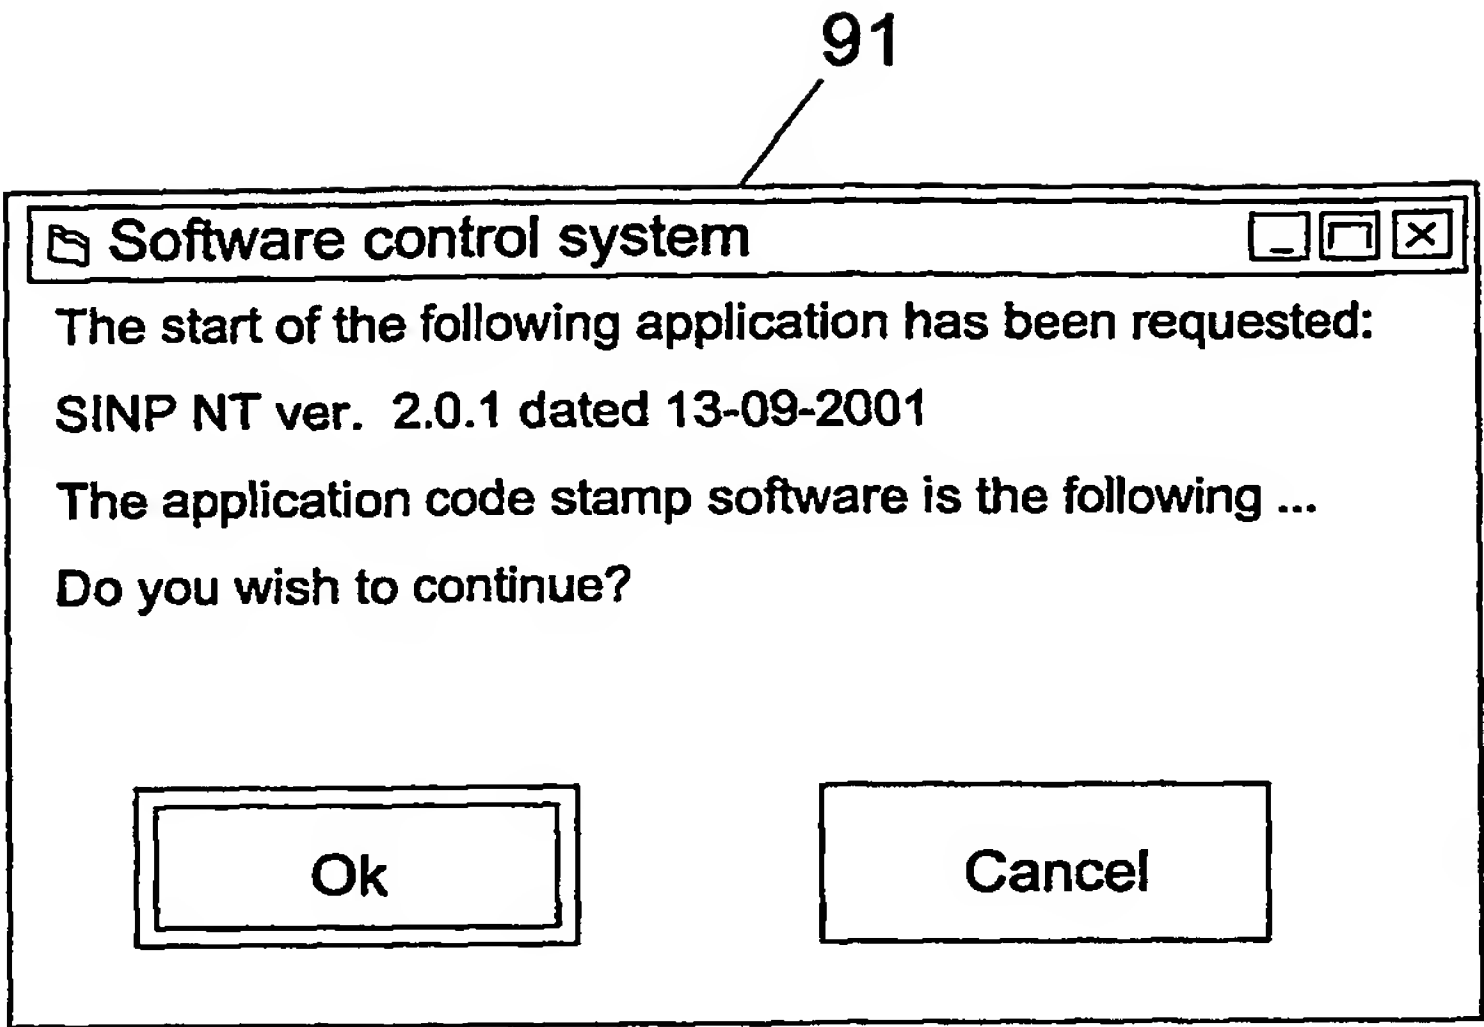 91
Software control system
The start of the following application has been requested:
SINP NT ver. 2.0.1 dated 13-09-2001
The application code stamp software is the following ...
Do you wish to continue?
Ok
Cancel